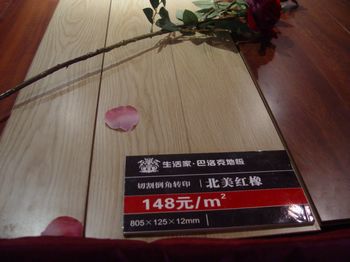 生活家·巴洛克地板
切割倒角转印 | 北美红橡
148元/m²
805×125×12mm